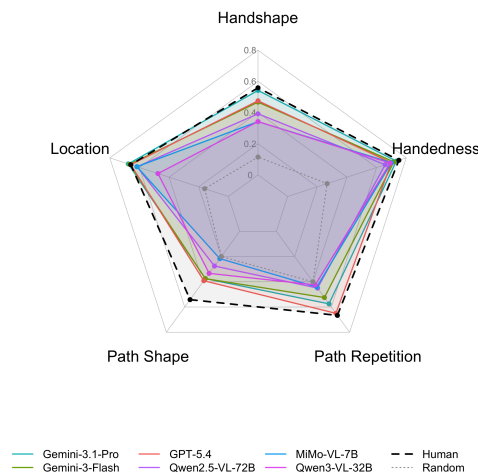 Handshape
0.8
0.6
0.4
0.2
0
Location
Handedness
Path Shape
Path Repetition
Gemini-3.1-Pro
GPT-5.4
MiMo-VL-7B
Human
Gemini-3-Flash
Qwen2.5-VL-72B
Qwen3-VL-32B
Random